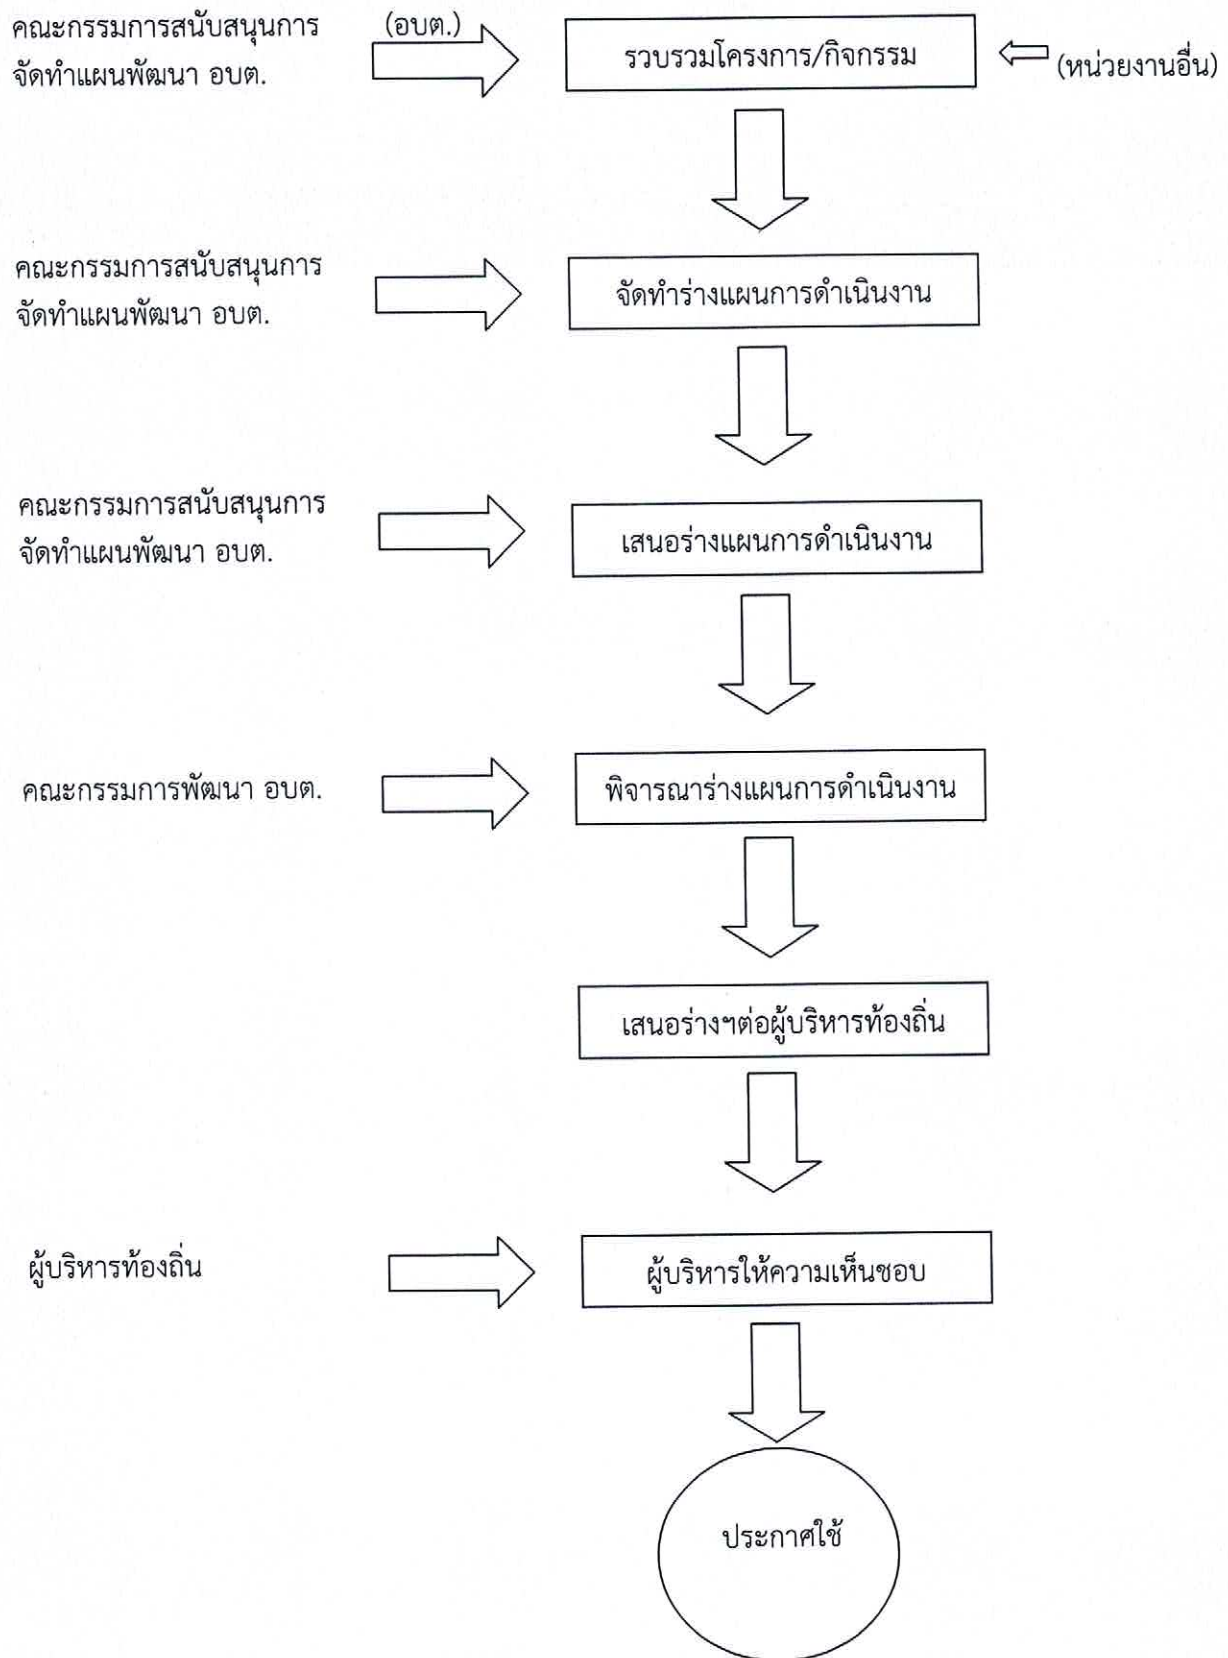 คณะกรรมการสนับสนุนการ
จัดทำแผนพัฒนา อบต.
(อบต.)
รวบรวมโครงการ/กิจกรรม
(หน่วยงานอื่น)
คณะกรรมการสนับสนุนการ
จัดทำแผนพัฒนา อบต.
จัดทำร่างแผนการดำเนินงาน
คณะกรรมการสนับสนุนการ
จัดทำแผนพัฒนา อบต.
เสนอร่างแผนการดำเนินงาน
คณะกรรมการพัฒนา อบต.
พิจารณาร่างแผนการดำเนินงาน
เสนอร่างฯต่อผู้บริหารท้องถิ่น
ผู้บริหารท้องถิ่น
ผู้บริหารให้ความเห็นชอบ
ประกาศใช้